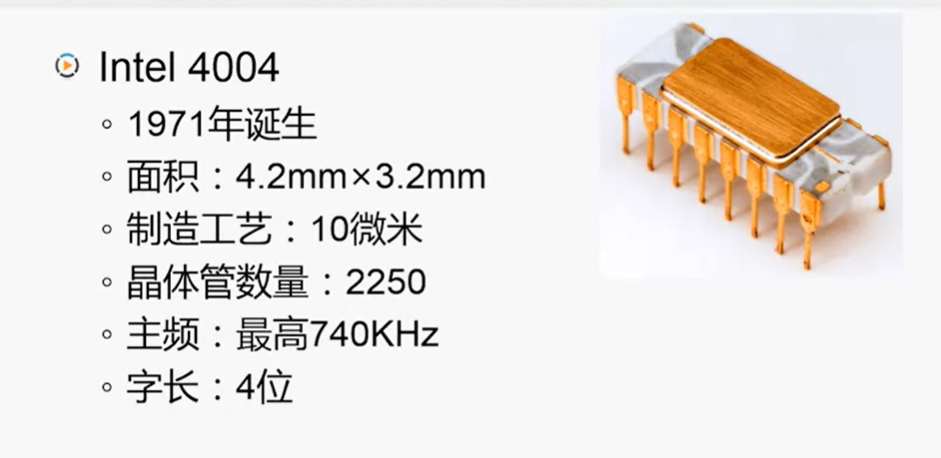 Intel 4004
1971年诞生
面积：4.2mm×3.2mm
制造工艺：10微米
晶体管数量：2250
主频：最高740KHz
字长：4位